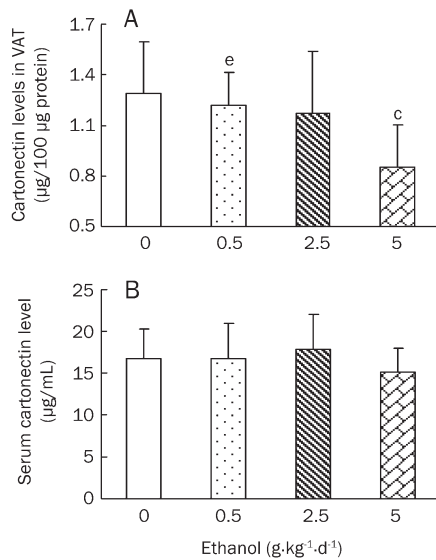 A
Cartonectin levels in VAT
(μg/100 μg protein)
1.7
1.4
1.1
0.8
0.5
e
c
0 0.5 2.5 5
B
Serum cartonectin level
(μg/mL)
25
20
15
10
5
0
0 0.5 2.5 5
Ethanol (g·kg⁻¹·d⁻¹)